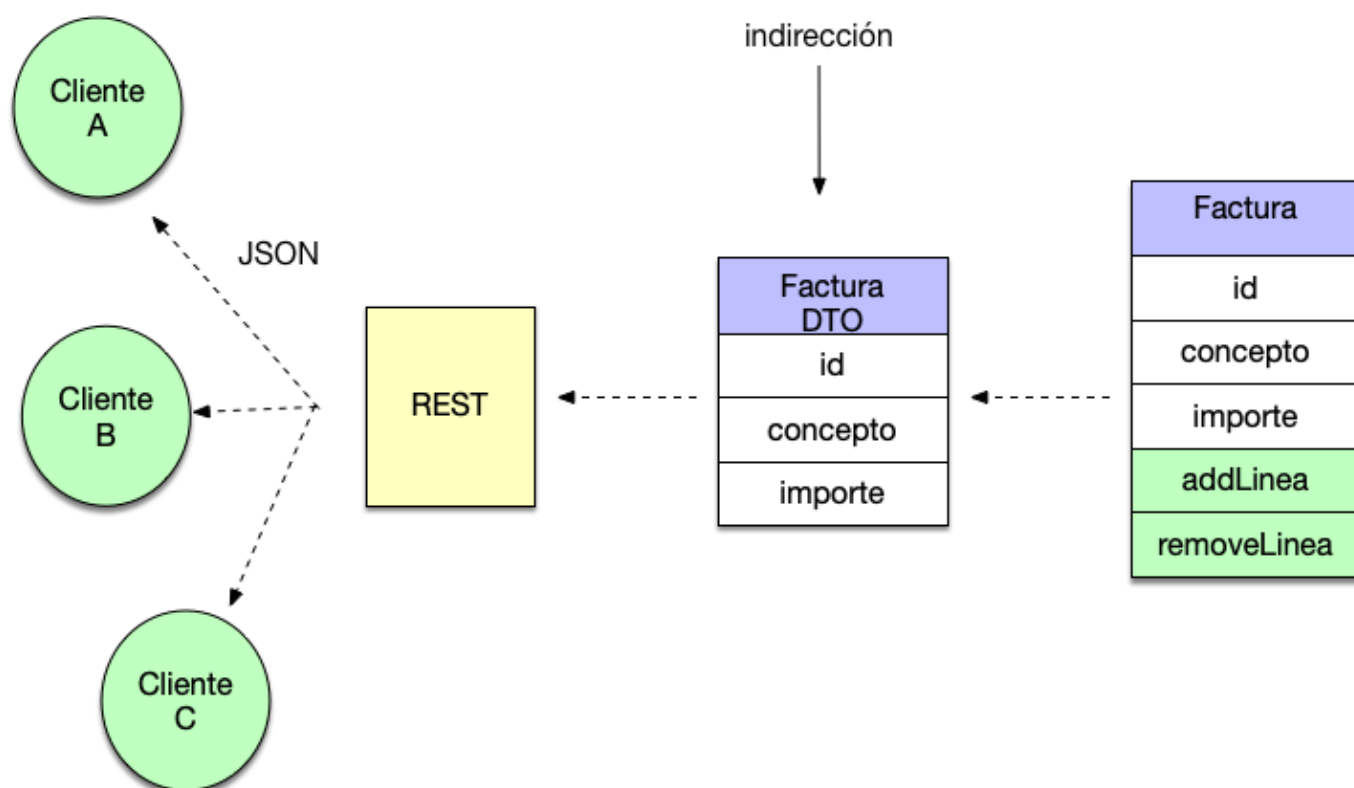 indirección
Cliente
A
JSON
Cliente
B
Cliente
C
REST
Factura
DTO
id
concepto
importe
Factura
id
concepto
importe
addLinea
removeLinea